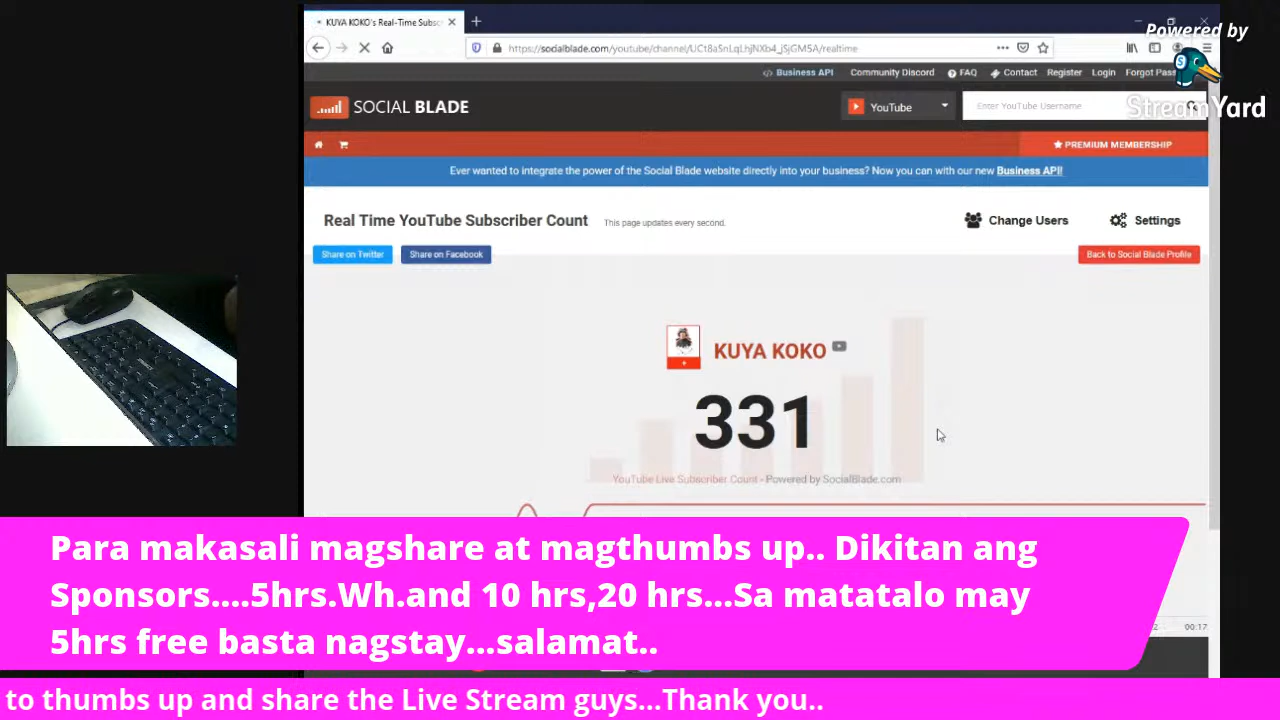 KUYA KOKO's Real-Time Subscr
Powered by
https://socialblade.com/youtube/channel/UCt8aSnLqLhjNXb4_jSjGM5A/realtime
Business API Community Discord FAQ Contact Register Login Forgot Pass
StreamYard
SOCIAL BLADE
YouTube
Enter YouTube Username
PREMIUM MEMBERSHIP
Ever wanted to integrate the power of the Social Blade website directly into your business? Now you can with our new Business API!
Real Time YouTube Subscriber Count This page updates every second.
Change Users Settings
Share on Twitter Share on Facebook
Back to Social Blade Profile
KUYA KOKO
331
YouTube Live Subscriber Count - Powered by SocialBlade.com
Para makasali magshare at magthumbs up.. Dikitan ang
Sponsors....5hrs.Wh.and 10 hrs,20 hrs...Sa matatalo may
5hrs free basta nagstay...salamat..
00:17
to thumbs up and share the Live Stream guys...Thank you..